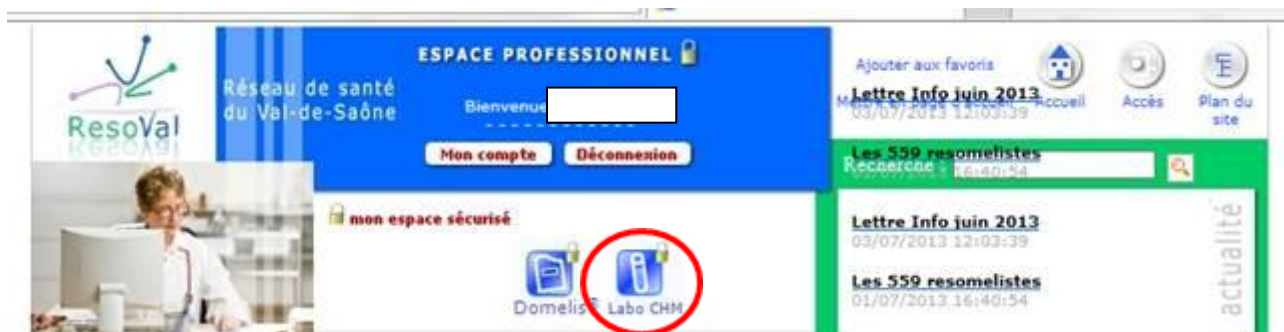 ResoVal
Réseau de santé
du Val-de-Saône
ESPACE PROFESSIONNEL
Bienvenue
Mon compte
Déconnexion
Ajouter aux favoris
Lettre Info juin 2013
03/07/2013 12:03:39
Accueil
Accès
Plan du
site
Les 559 resomelistes
16:40:54
Recherche :
mon espace sécurisé
Domelis
Labo CHM
Lettre Info juin 2013
03/07/2013 12:03:39
Les 559 resomelistes
01/07/2013 16:40:54
actualité